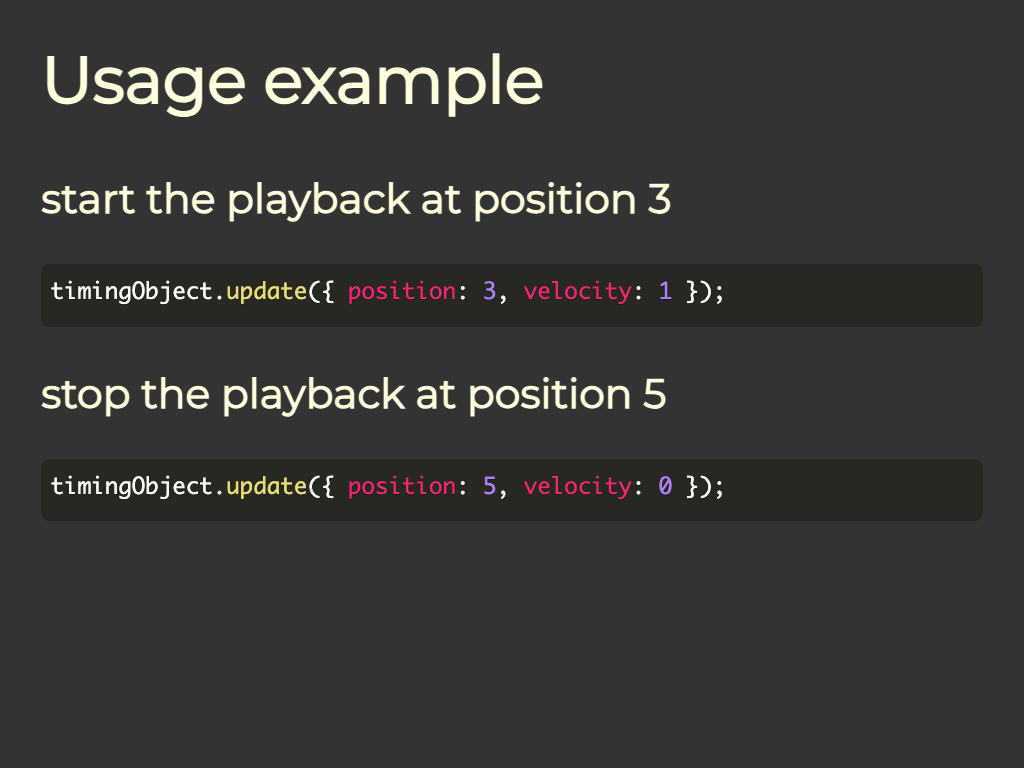 Usage example
start the playback at position 3
timingObject.update({ position: 3, velocity: 1 });
stop the playback at position 5
timingObject.update({ position: 5, velocity: 0 });